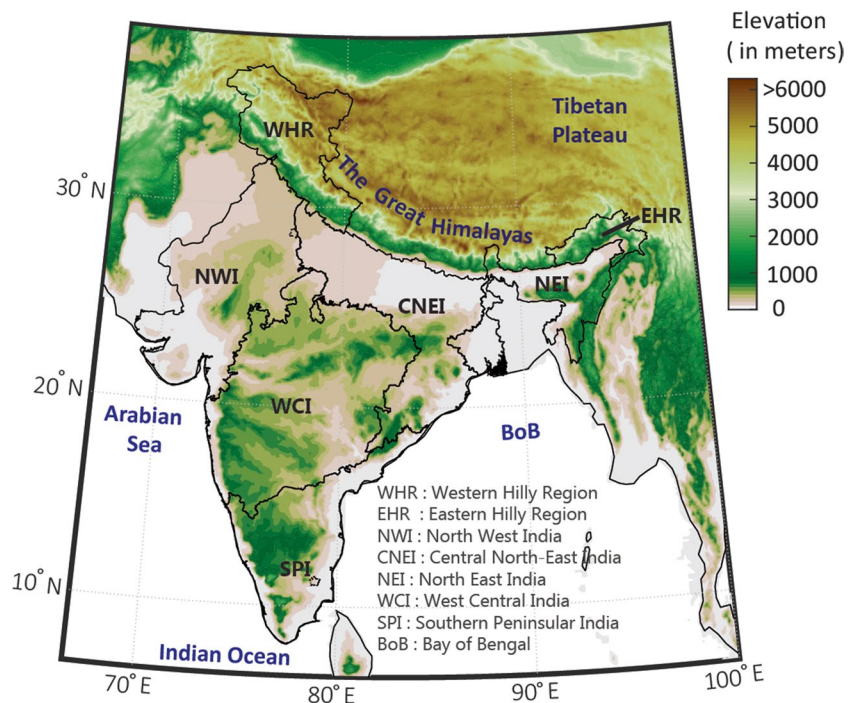 Elevation
( in meters)
>6000
5000
4000
3000
2000
1000
0
Tibetan
Plateau
WHR
The Great Himalayas
EHR
NWI
NEI
CNEI
WCI
SPI
Arabian
Sea
BoB
Indian Ocean
WHR : Western Hilly Region
EHR : Eastern Hilly Region
NWI : North West India
CNEI : Central North-East India
NEI : North East India
WCI : West Central India
SPI : Southern Peninsular India
BoB : Bay of Bengal
30°N
20°N
10°N
70°E
80°E
90°E
100°E